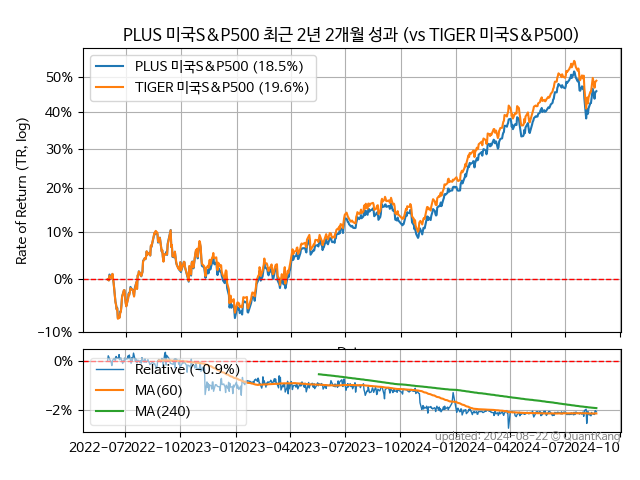 PLUS 미국S&P500 최근 2년 2개월 성과 (vs TIGER 미국S&P500)
PLUS 미국S&P500 (18.5%)
TIGER 미국S&P500 (19.6%)
Rate of Return (TR, log)
50%
40%
30%
20%
10%
0%
−10%
Relative (−0.9%)
MA(60)
MA(240)
0%
−2%
updated: 2024-08-22 © QuantKang
2022−07 2022−10 2023−01 2023−04 2023−07 2023−10 2024−01 2024−04 2024−07 2024−10